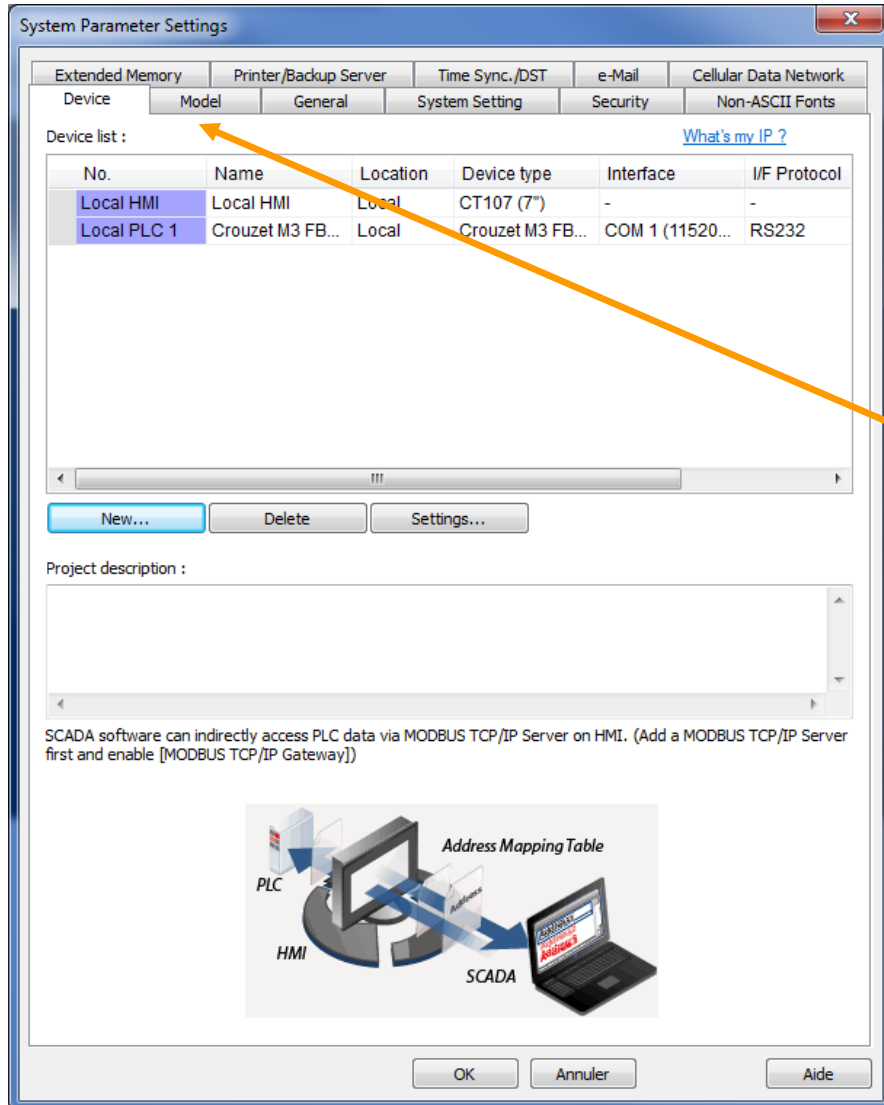 System Parameter Settings
Extended Memory Printer/Backup Server Time Sync./DST e-Mail Cellular Data Network
Device Model General System Setting Security Non-ASCII Fonts
Device list : What's my IP ?
No. Name Location Device type Interface I/F Protocol
Local HMI Local HMI Local CT107 (7") - -
Local PLC 1 Crouzet M3 FB... Local Crouzet M3 FB... COM 1 (11520... RS232
New... Delete Settings...
Project description :
SCADA software can indirectly access PLC data via MODBUS TCP/IP Server on HMI. (Add a MODBUS TCP/IP Server
first and enable [MODBUS TCP/IP Gateway])
Address Mapping Table
PLC
Address
HMI
SCADA
OK Annuler Aide